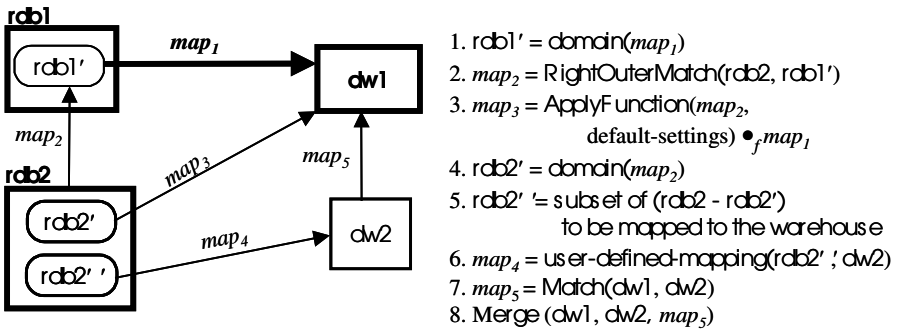 rdb1
map1
rdb1'
dw1
map2
map3
map5
rdb2
rdb2'
map4
dw2
rdb2' '
1. rdb1' = domain(map1)
2. map2 = RightOuterMatch(rdb2, rdb1')
3. map3 = ApplyFunction(map2,
default-settings) •f map1
4. rdb2' = domain(map2)
5. rdb2' ' = subset of (rdb2 - rdb2')
to be mapped to the warehouse
6. map4 = user-defined-mapping(rdb2' ', dw2)
7. map5 = Match(dw1, dw2)
8. Merge (dw1, dw2, map5)